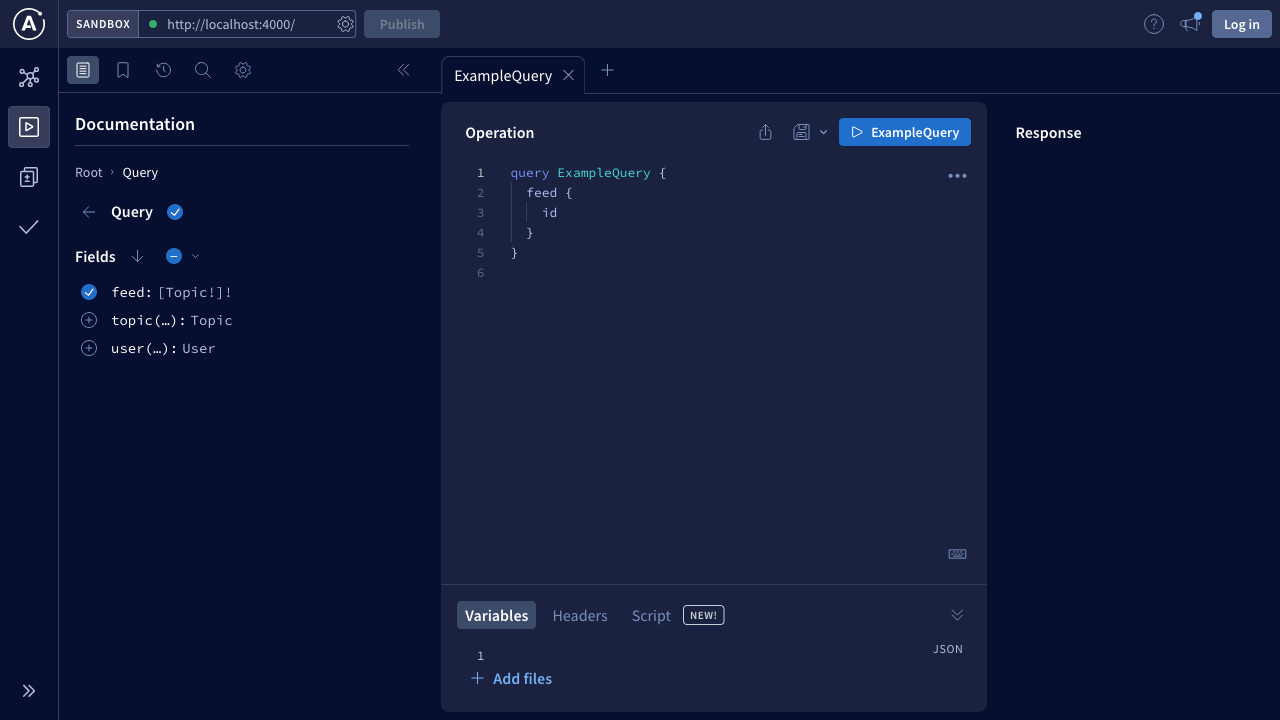 SANDBOX http://localhost:4000/ Publish Log in
Documentation
Root › Query
Query
Fields
feed: [Topic!]!
topic(…): Topic
user(…): User
ExampleQuery
Operation ExampleQuery
1 query ExampleQuery {
2 feed {
3 id
4 }
5 }
6
Variables Headers Script NEW!
JSON
1
Add files
Response